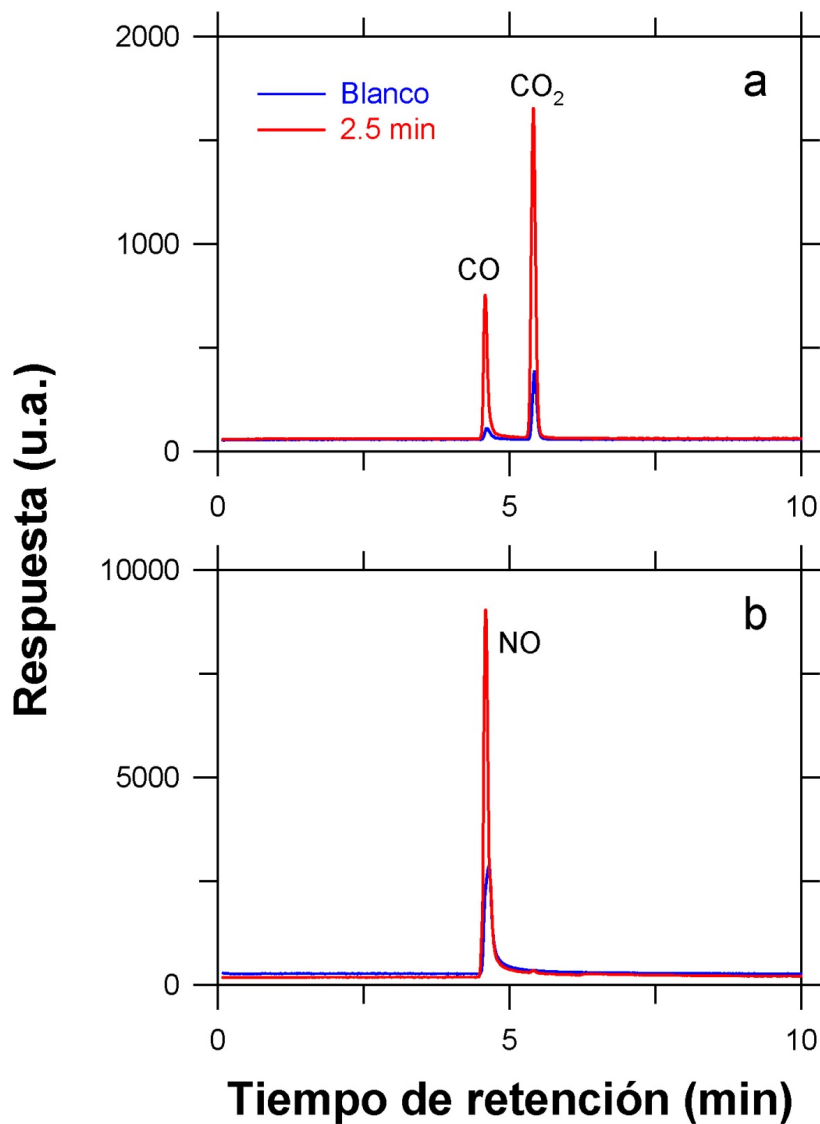 2000
a
Blanco
CO₂
2.5 min
CO
1000
0
0 5 10
10000
b
NO
5000
0
0 5 10
Respuesta (u.a.)
Tiempo de retención (min)